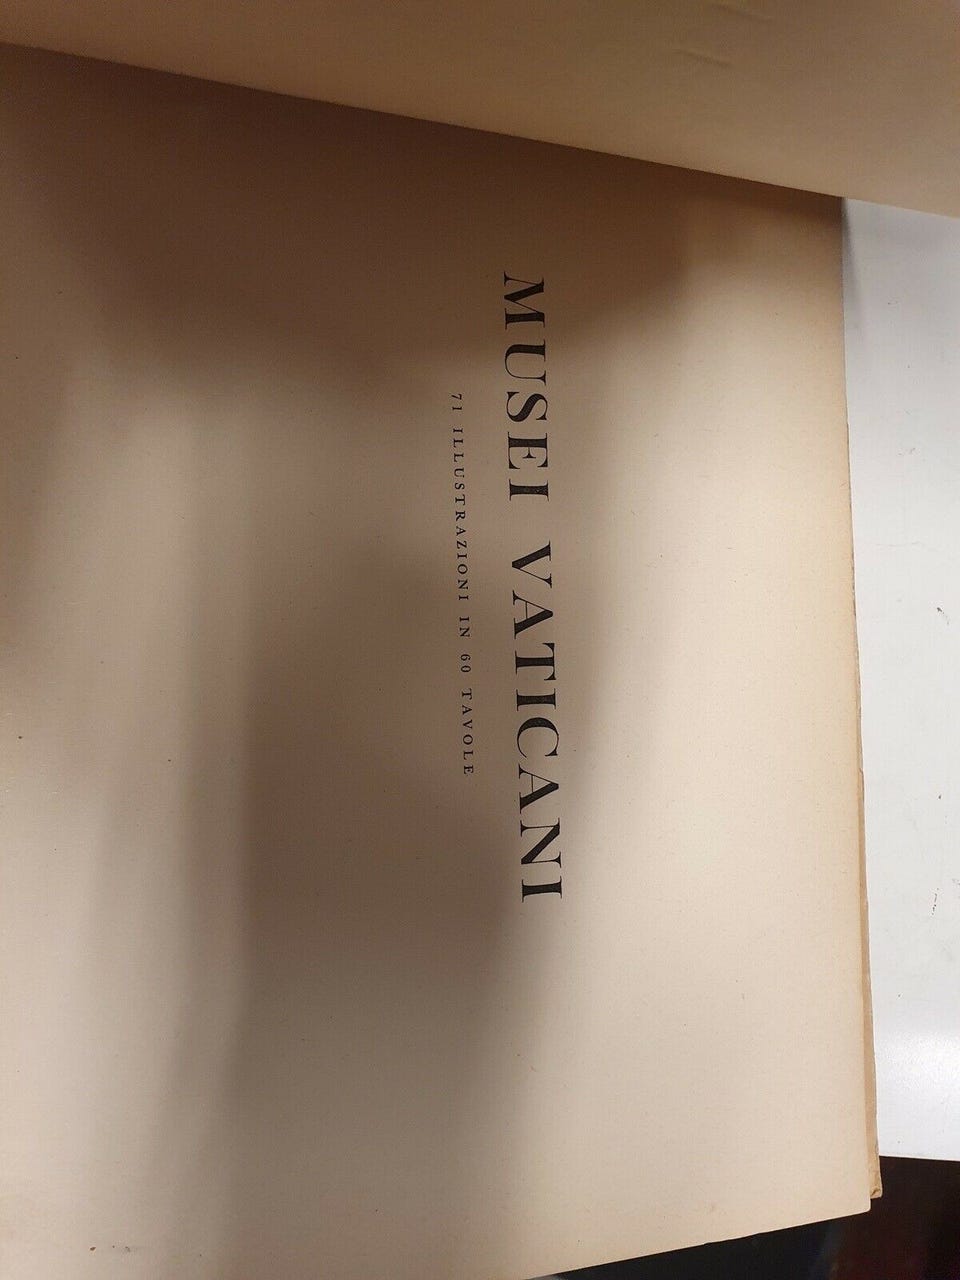 MUSEI VATICANI
71 ILLUSTRAZIONI IN 60 TAVOLE